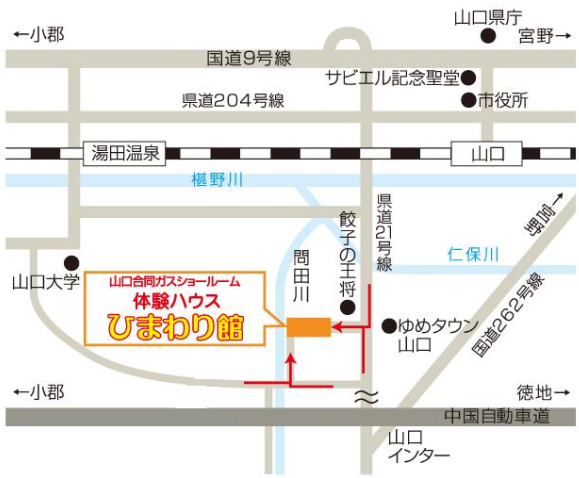 山口県庁
←小郡
宮野→
国道9号線
サビエル記念聖堂
県道204号線
市役所
湯田温泉
山口
椹野川
宮野→
県道21号線
餃子の王将
問田川
仁保川
山口大学
山口合同ガスショールーム
体験ハウス
ひまわり館
ゆめタウン
山口
国道262号線
←小郡
徳地→
中国自動車道
山口
インター